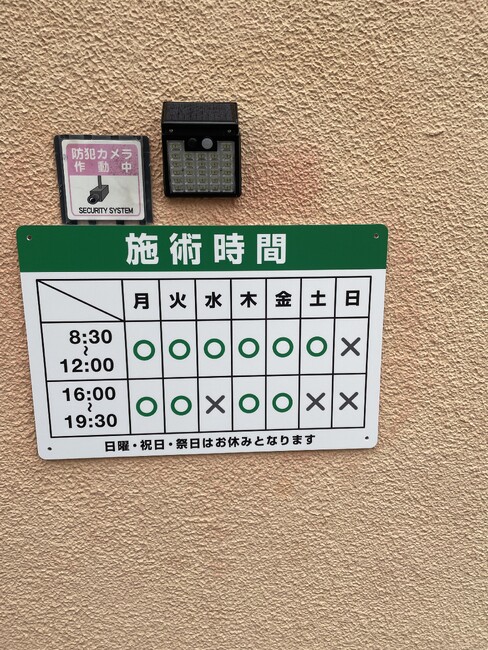 防犯カメラ
作動中
SECURITY SYSTEM
施術時間
月 火 水 木 金 土 日
8:30~12:00 ○ ○ ○ ○ ○ ○ ×
16:00~19:30 ○ ○ × ○ ○ × ×
日曜・祝日・祭日はお休みとなります